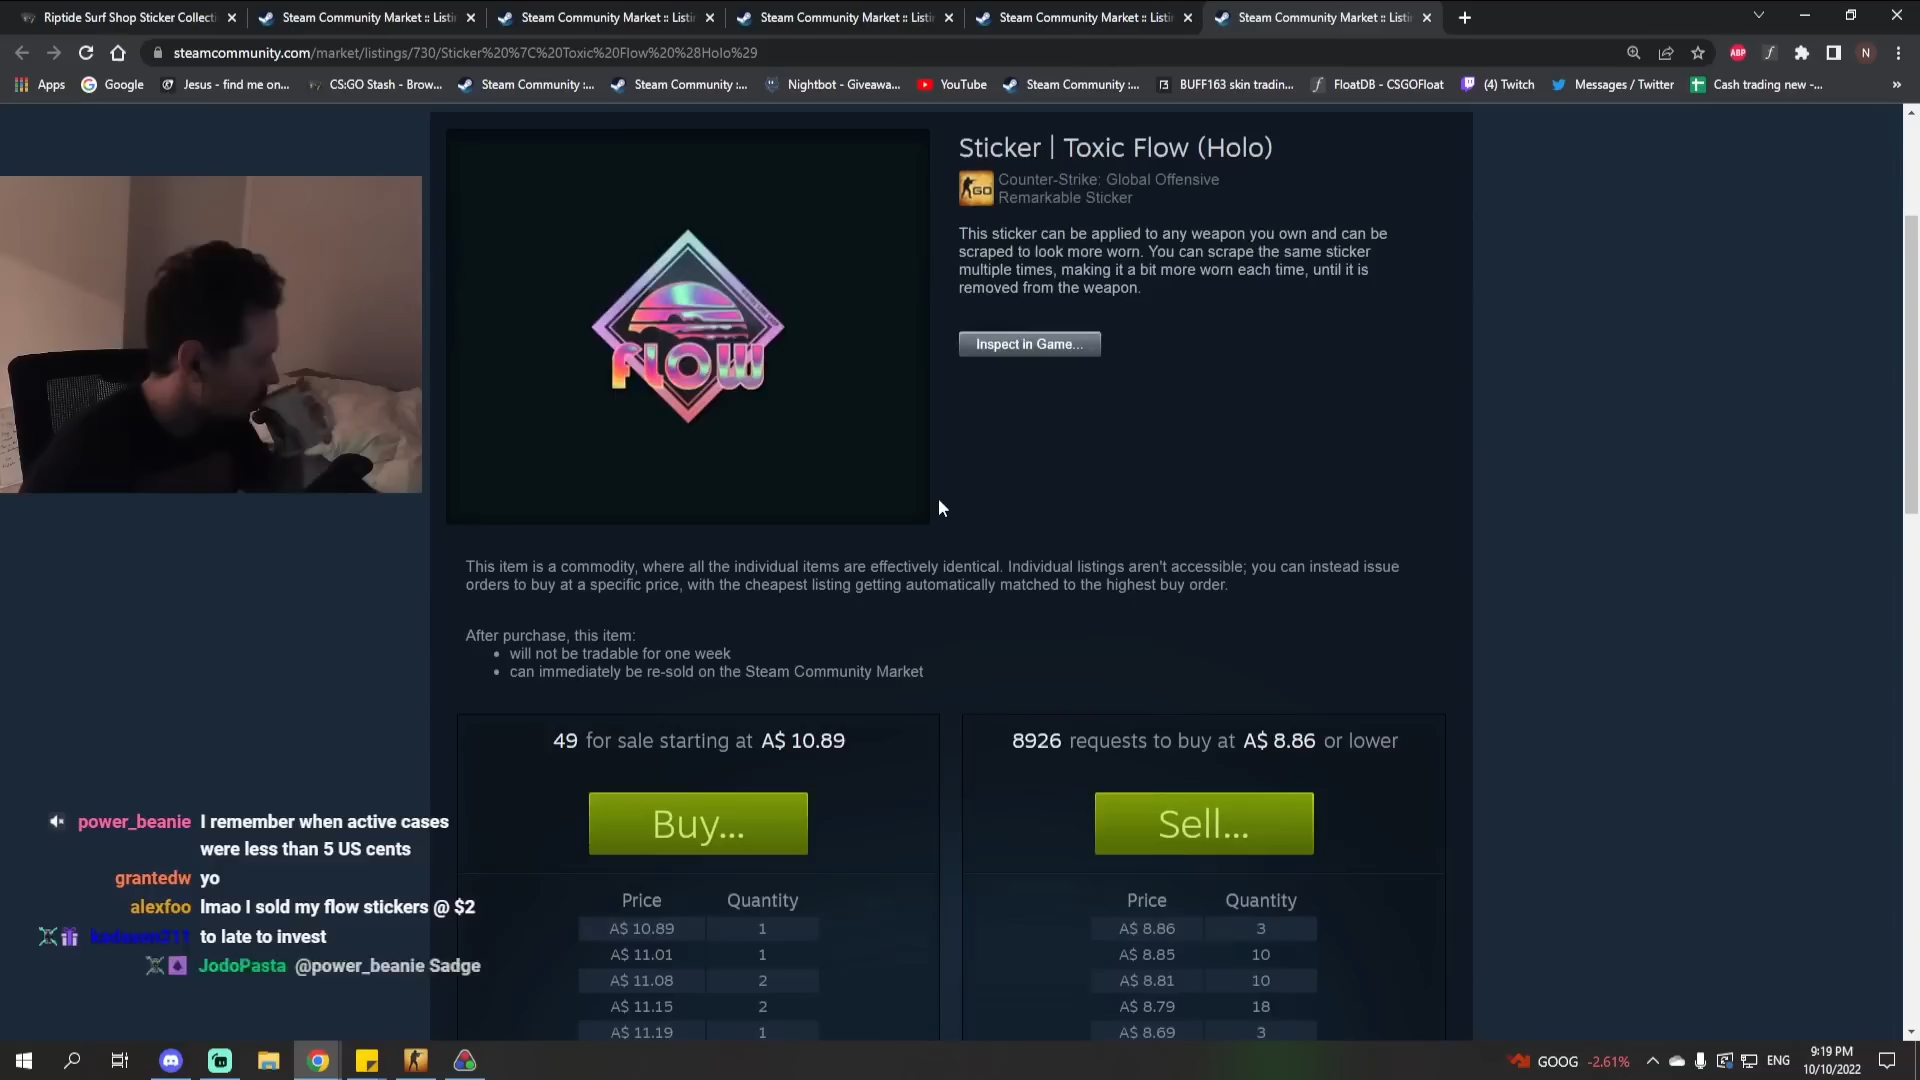 Riptide Surf Shop Sticker Collecti
Steam Community Market :: Listin
Steam Community Market :: Listin
Steam Community Market :: Listin
Steam Community Market :: Listin
Steam Community Market :: Listin
steamcommunity.com/market/listings/730/Sticker%20%7C%20Toxic%20Flow%20%28Holo%29
ABP
N
Apps
Google
Jesus - find me on...
CS:GO Stash - Brow...
Steam Community :...
Steam Community :...
Nightbot - Giveawa...
YouTube
Steam Community :...
BUFF163 skin tradin...
FloatDB - CSGOFloat
(4) Twitch
Messages / Twitter
Cash trading new -...
FLOW
Sticker | Toxic Flow (Holo)
GO
Counter-Strike: Global Offensive
Remarkable Sticker
This sticker can be applied to any weapon you own and can be
scraped to look more worn. You can scrape the same sticker
multiple times, making it a bit more worn each time, until it is
removed from the weapon.
Inspect in Game...
This item is a commodity, where all the individual items are effectively identical. Individual listings aren't accessible; you can instead issue
orders to buy at a specific price, with the cheapest listing getting automatically matched to the highest buy order.
After purchase, this item:
• will not be tradable for one week
• can immediately be re-sold on the Steam Community Market
49 for sale starting at A$ 10.89
Buy...
Price Quantity
A$ 10.89 1
A$ 11.01 1
A$ 11.08 2
A$ 11.15 2
A$ 11.19 1
8926 requests to buy at A$ 8.86 or lower
Sell...
Price Quantity
A$ 8.86 3
A$ 8.85 10
A$ 8.81 10
A$ 8.79 18
A$ 8.69 3
power_beanie I remember when active cases
were less than 5 US cents
grantedw yo
alexfoo lmao I sold my flow stickers @ $2
to late to invest
JodoPasta @power_beanie Sadge
GOOG -2.61%
ENG
9:19 PM
10/10/2022